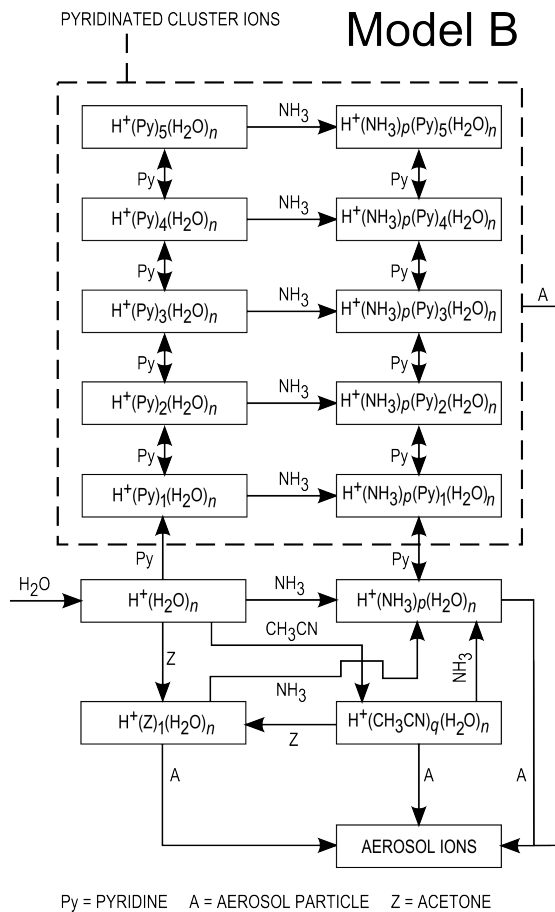 PYRIDINATED CLUSTER IONS
Model B
H⁺(Py)₅(H₂O)n
NH₃
H⁺(NH₃)p(Py)₅(H₂O)n
Py
Py
H⁺(Py)₄(H₂O)n
NH₃
H⁺(NH₃)p(Py)₄(H₂O)n
Py
Py
H⁺(Py)₃(H₂O)n
NH₃
H⁺(NH₃)p(Py)₃(H₂O)n
A
Py
Py
H⁺(Py)₂(H₂O)n
NH₃
H⁺(NH₃)p(Py)₂(H₂O)n
Py
Py
H⁺(Py)₁(H₂O)n
NH₃
H⁺(NH₃)p(Py)₁(H₂O)n
Py
Py
H₂O
H⁺(H₂O)n
NH₃
H⁺(NH₃)p(H₂O)n
CH₃CN
Z
NH₃
NH₃
H⁺(Z)₁(H₂O)n
Z
H⁺(CH₃CN)q(H₂O)n
A
A
A
AEROSOL IONS
Py = PYRIDINE A = AEROSOL PARTICLE Z = ACETONE